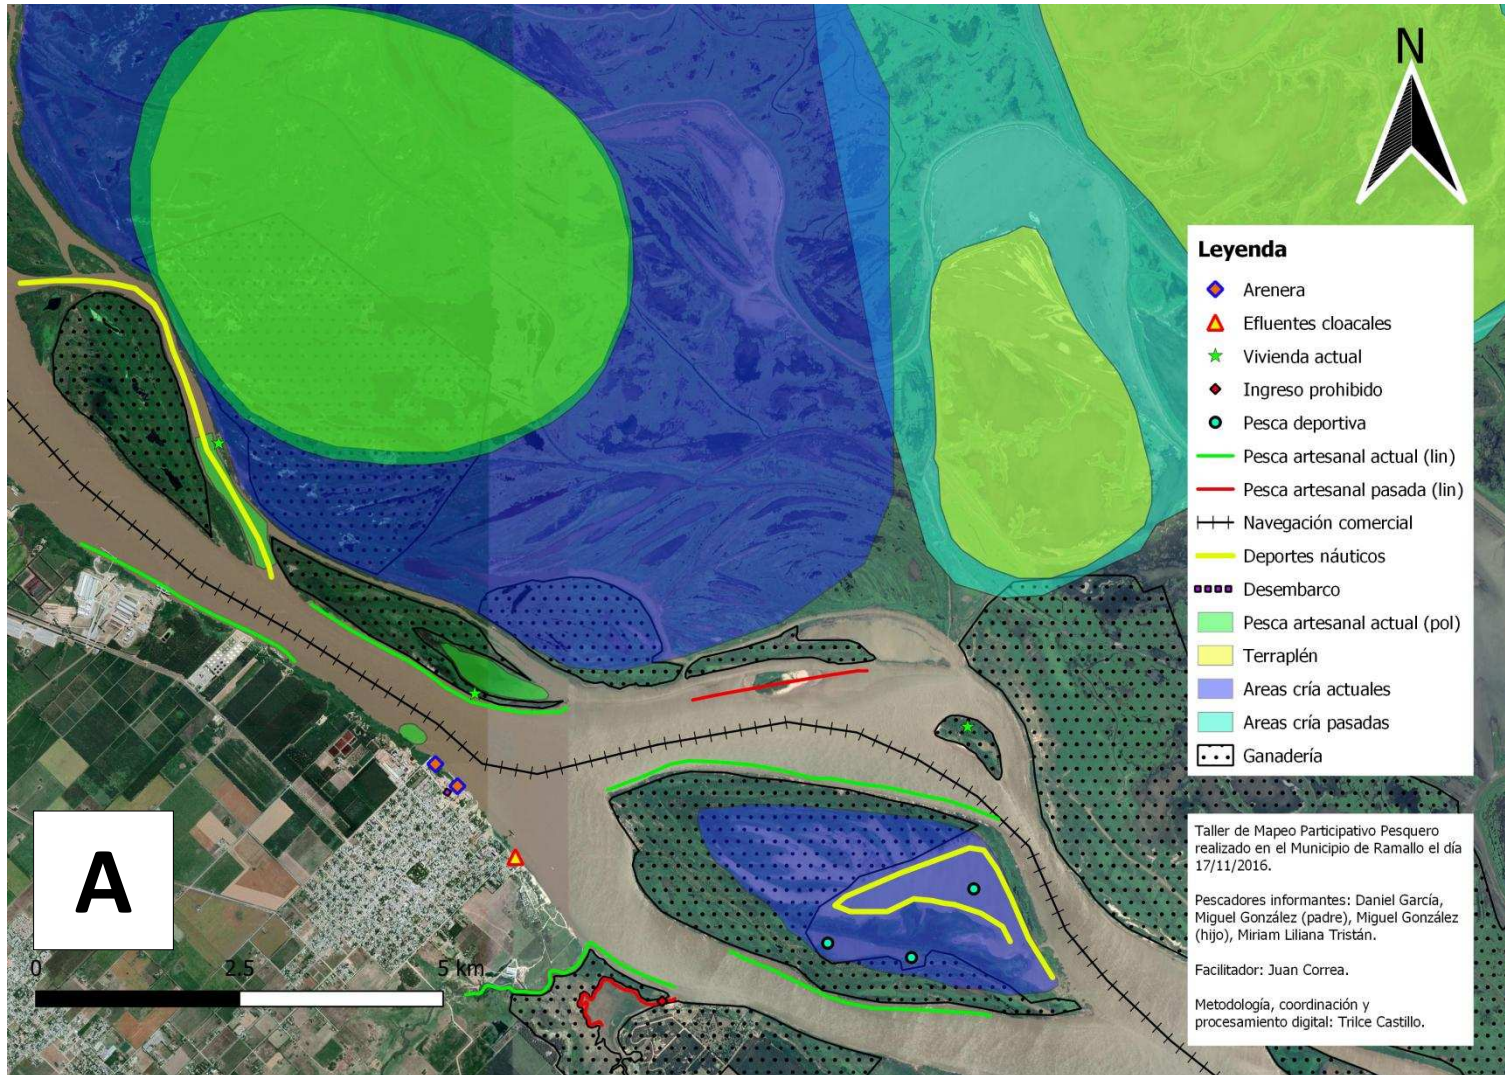 N
Leyenda
Arenera
Efluentes cloacales
Vivienda actual
Ingreso prohibido
Pesca deportiva
Pesca artesanal actual (lin)
Pesca artesanal pasada (lin)
Navegación comercial
Deportes náuticos
Desembarco
Pesca artesanal actual (pol)
Terraplén
Areas cría actuales
Areas cría pasadas
Ganadería
Taller de Mapeo Participativo Pesquero
realizado en el Municipio de Ramallo el día
17/11/2016.
Pescadores informantes: Daniel García,
Miguel González (padre), Miguel González
(hijo), Miriam Liliana Tristán.
Facilitador: Juan Correa.
Metodología, coordinación y
procesamiento digital: Trilce Castillo.
A
0 2.5 5 km